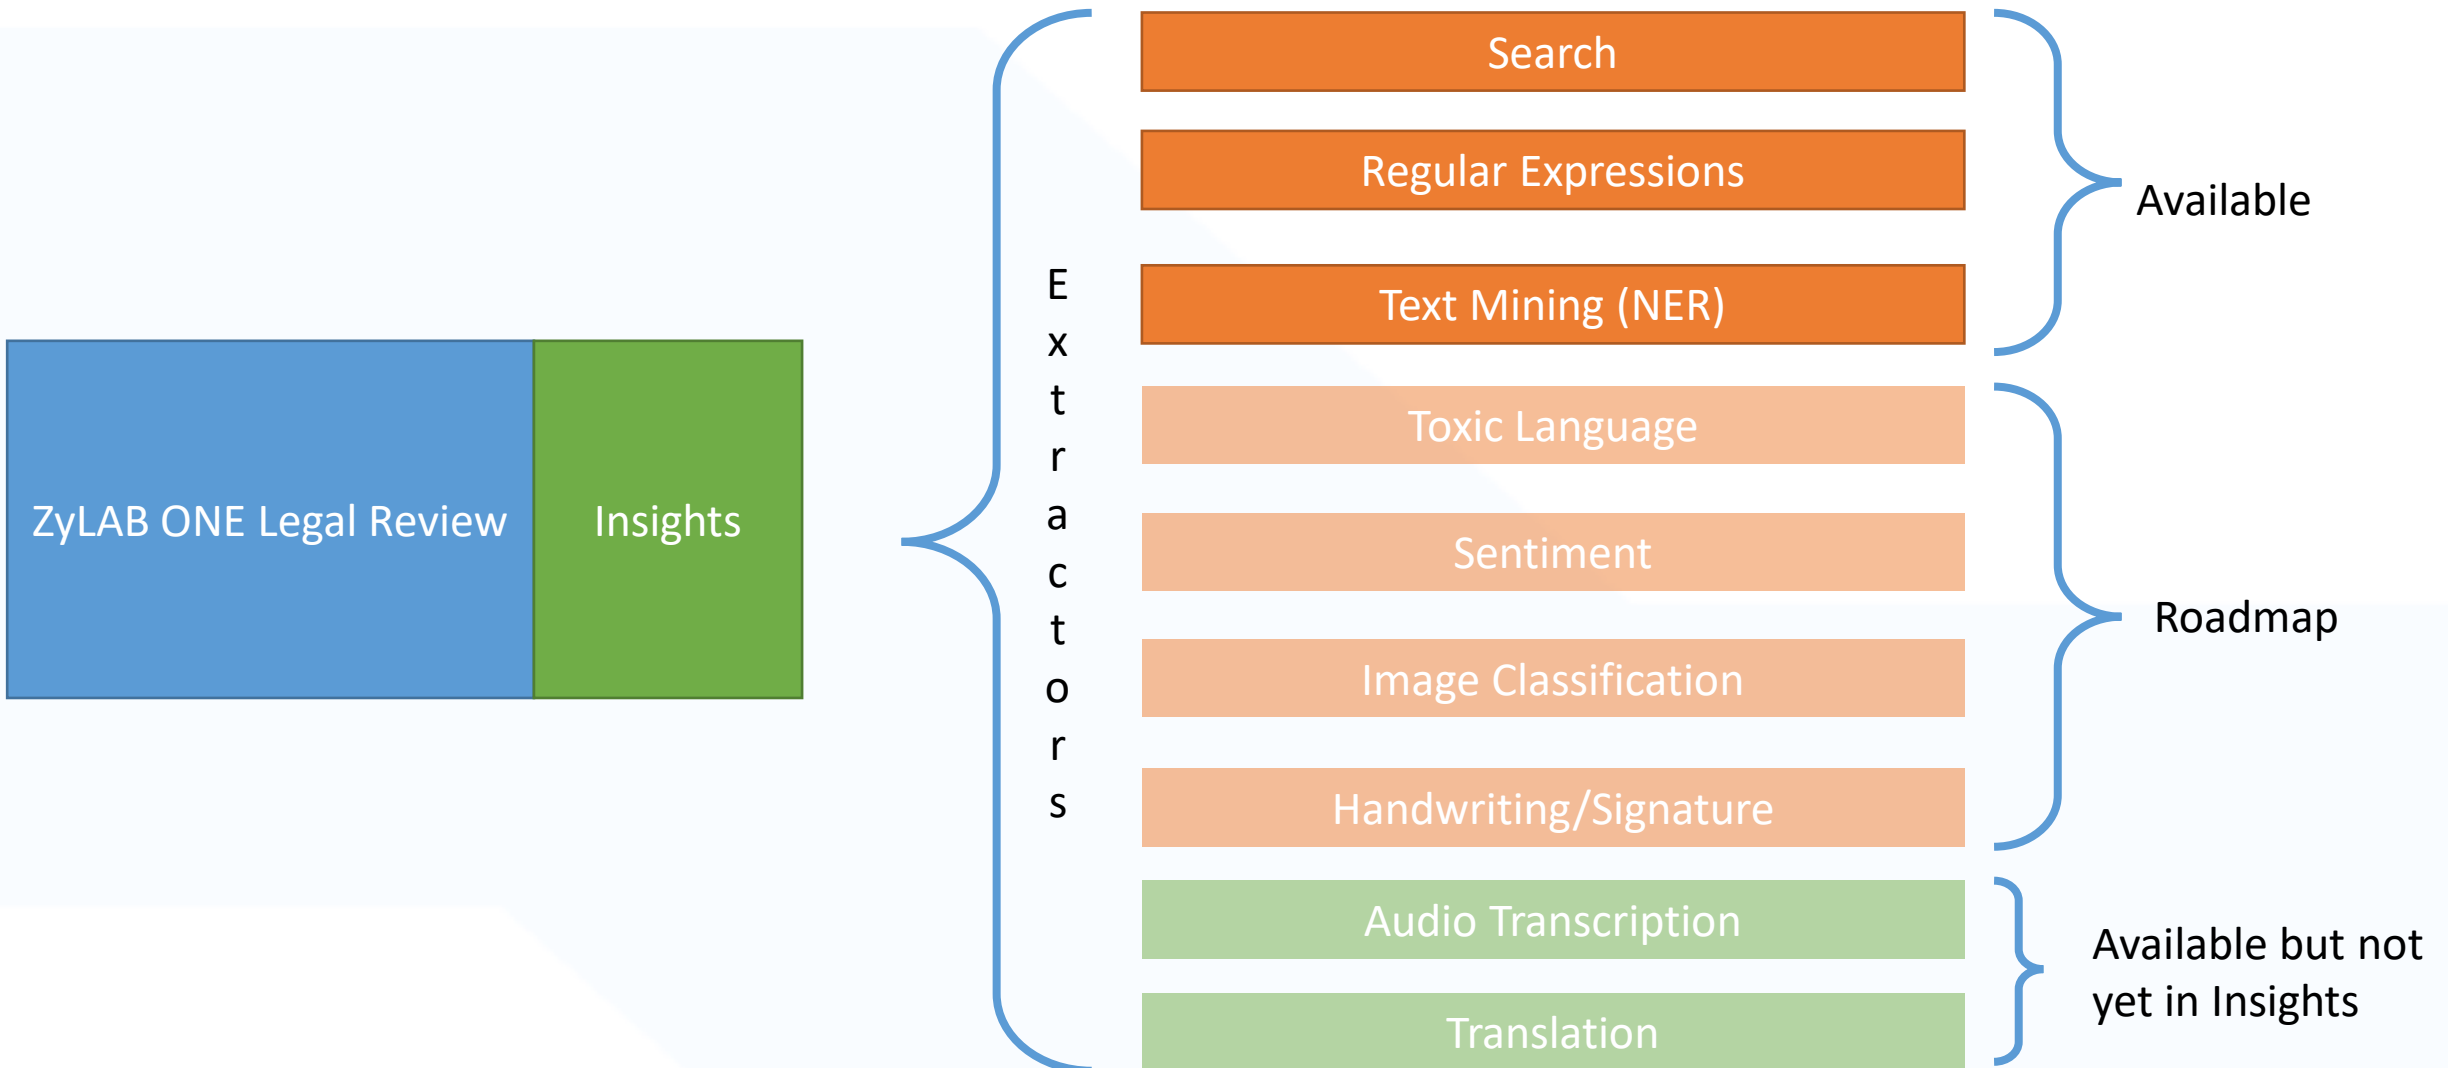 ZyLAB ONE Legal Review
Insights
Extractors
Search
Regular Expressions
Text Mining (NER)
Available
Toxic Language
Sentiment
Image Classification
Handwriting/Signature
Roadmap
Audio Transcription
Translation
Available but not
yet in Insights